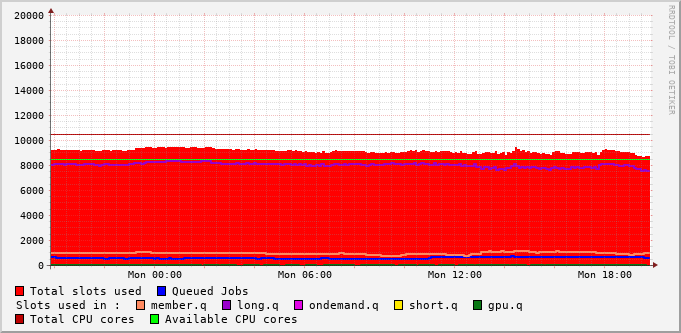 20000
18000
16000
14000
12000
10000
8000
6000
4000
2000
0
Mon 00:00 Mon 06:00 Mon 12:00 Mon 18:00
RRDTOOL / TOBI OETIKER
Total slots used Queued Jobs
Slots used in : member.q long.q ondemand.q short.q gpu.q
Total CPU cores Available CPU cores